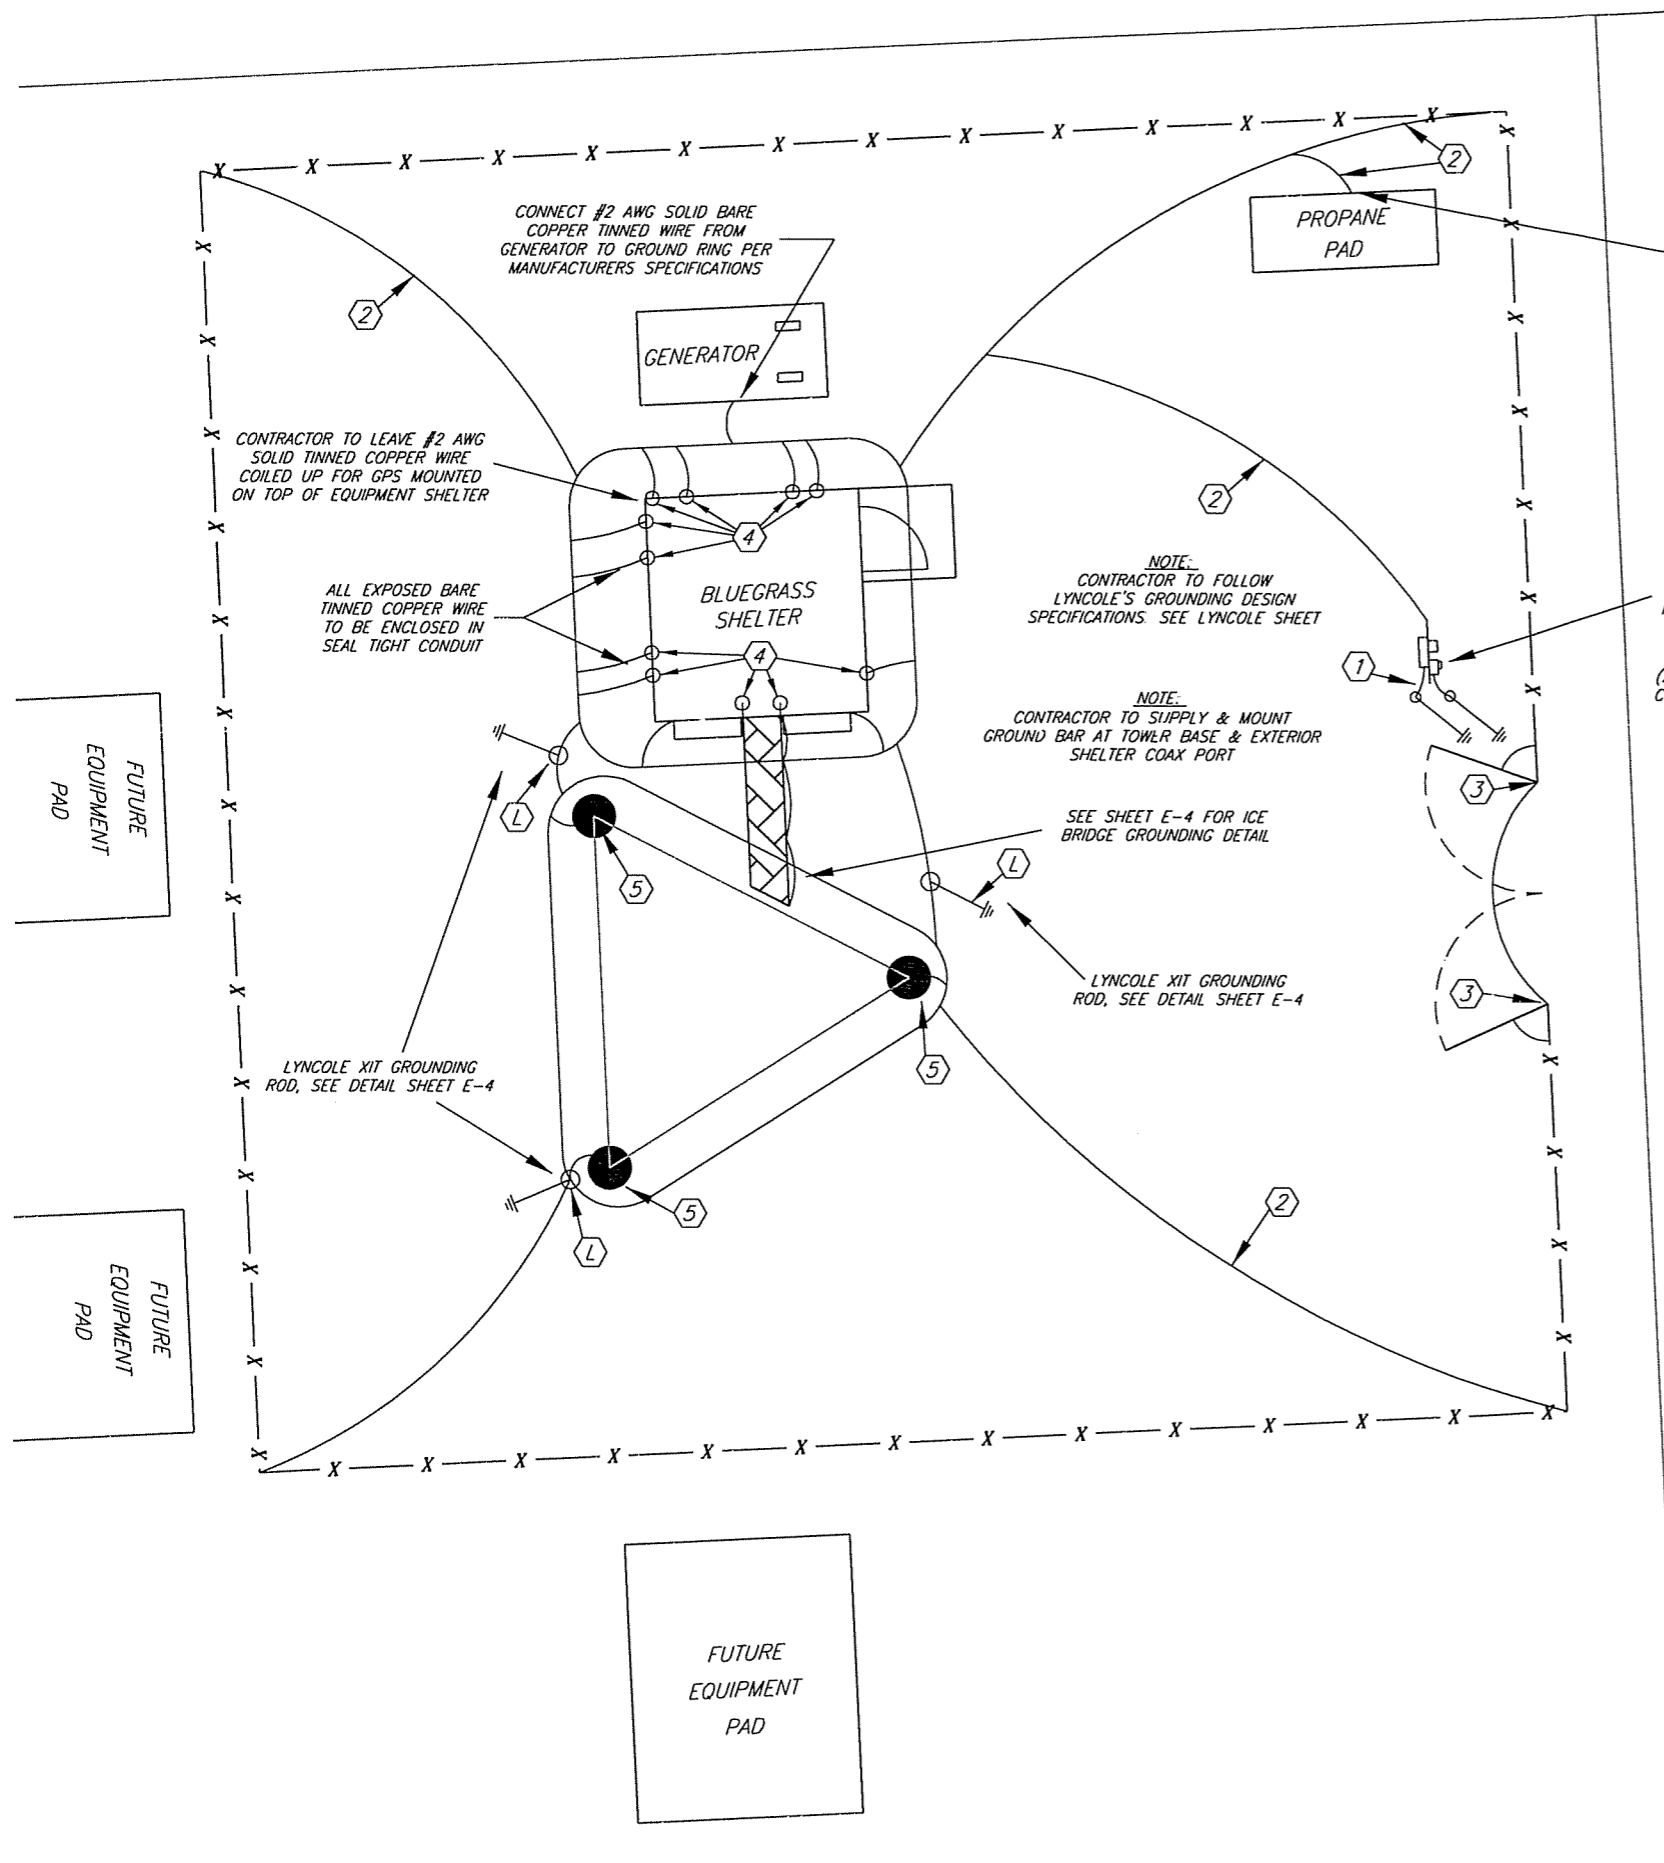 CONNECT #2 AWG SOLID BARE
COPPER TINNED WIRE FROM
GENERATOR TO GROUND RING PER
MANUFACTURERS SPECIFICATIONS
2
PROPANE
PAD
2
GENERATOR
CONTRACTOR TO LEAVE #2 AWG
SOLID TINNED COPPER WIRE
COILED UP FOR GPS MOUNTED
ON TOP OF EQUIPMENT SHELTER
2
4
ALL EXPOSED BARE
TINNED COPPER WIRE
TO BE ENCLOSED IN
SEAL TIGHT CONDUIT
BLUEGRASS
SHELTER
NOTE:
CONTRACTOR TO FOLLOW
LYNCOLE'S GROUNDING DESIGN
SPECIFICATIONS. SEE LYNCOLE SHEET
4
1
NOTE:
CONTRACTOR TO SUPPLY & MOUNT
GROUND BAR AT TOWER BASE & EXTERIOR
SHELTER COAX PORT
FUTURE
EQUIPMENT
PAD
L
3
SEE SHEET E-4 FOR ICE
BRIDGE GROUNDING DETAIL
5
L
LYNCOLE XIT GROUNDING
ROD, SEE DETAIL SHEET E-4
3
LYNCOLE XIT GROUNDING
ROD, SEE DETAIL SHEET E-4
5
5
L
2
FUTURE
EQUIPMENT
PAD
FUTURE
EQUIPMENT
PAD